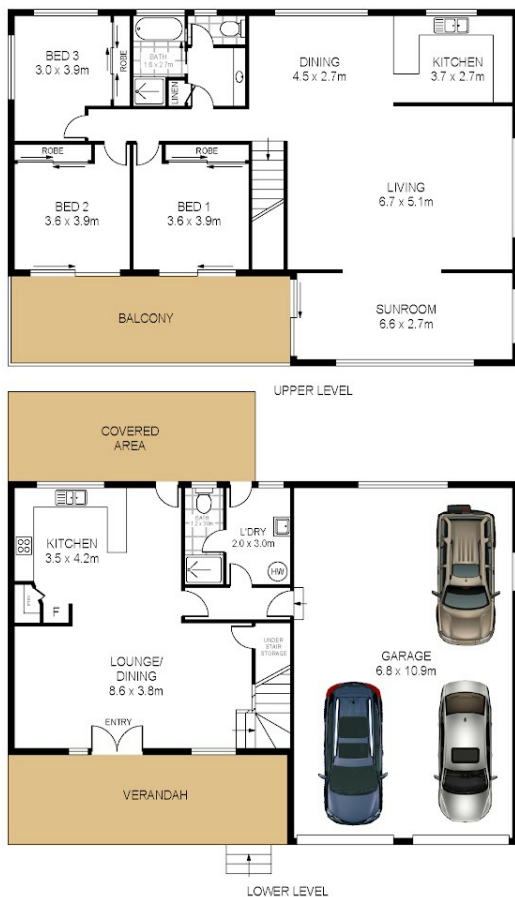 BED 3
3.0 x 3.9m
ROBE
BATH
1.8 x 2.7m
LINEN
DINING
4.5 x 2.7m
KITCHEN
3.7 x 2.7m
ROBE
ROBE
BED 2
3.6 x 3.9m
BED 1
3.6 x 3.9m
LIVING
6.7 x 5.1m
BALCONY
SUNROOM
6.6 x 2.7m
UPPER LEVEL
COVERED
AREA
KITCHEN
3.5 x 4.2m
BATH
L'DRY
2.0 x 3.0m
HW
F
UNDER
STAIR
STORAGE
LOUNGE/
DINING
8.6 x 3.8m
GARAGE
6.8 x 10.9m
ENTRY
VERANDAH
LOWER LEVEL